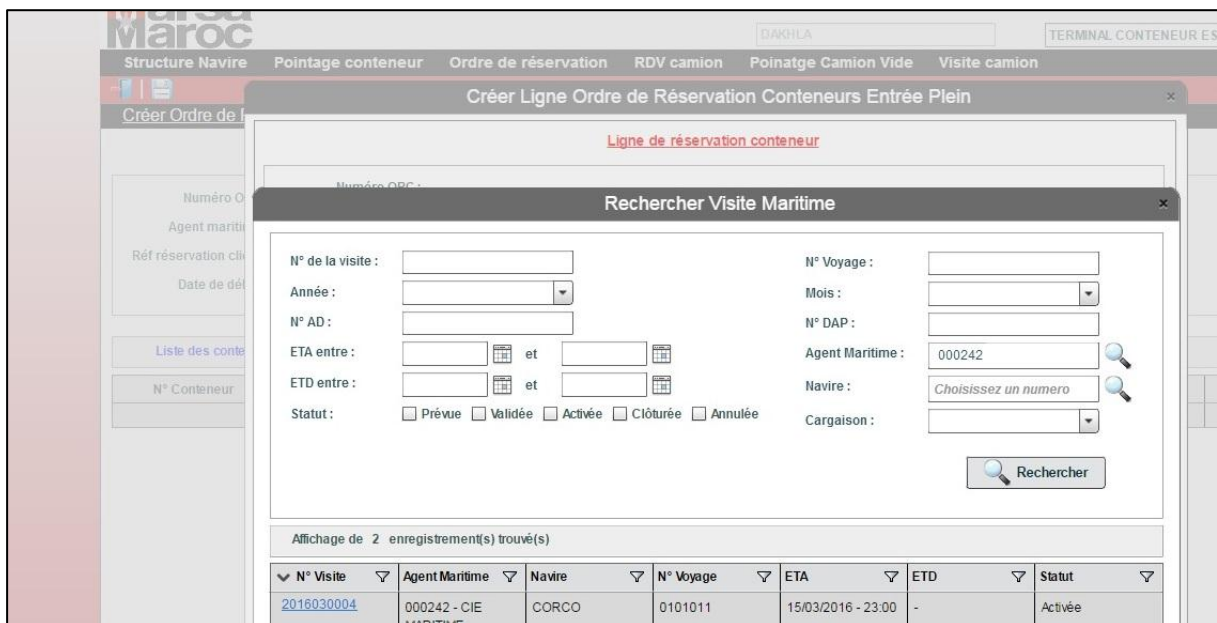 Marsa
Maroc
DAKHLA
TERMINAL CONTENEUR ES
Structure Navire Pointage conteneur Ordre de réservation RDV camion Poinatge Camion Vide Visite camion
Créer Ligne Ordre de Réservation Conteneurs Entrée Plein
Créer Ordre de
Ligne de réservation conteneur
Numéro ORC :
Numéro O
Rechercher Visite Maritime
Agent mariti
Réf réservation clie
Date de dé
N° de la visite :
N° Voyage :
Année :
Mois :
N° AD :
N° DAP :
Liste des conte
ETA entre : et
Agent Maritime : 000242
N° Conteneur
ETD entre : et
Navire : Choisissez un numero
Statut : Prévue Validée Activée Clôturée Annulée
Cargaison :
Rechercher
Affichage de 2 enregistrement(s) trouvé(s)
N° Visite Agent Maritime Navire N° Voyage ETA ETD Statut
2016030004 000242 - CIE CORCO 0101011 15/03/2016 - 23:00 - Activée
MARITIME